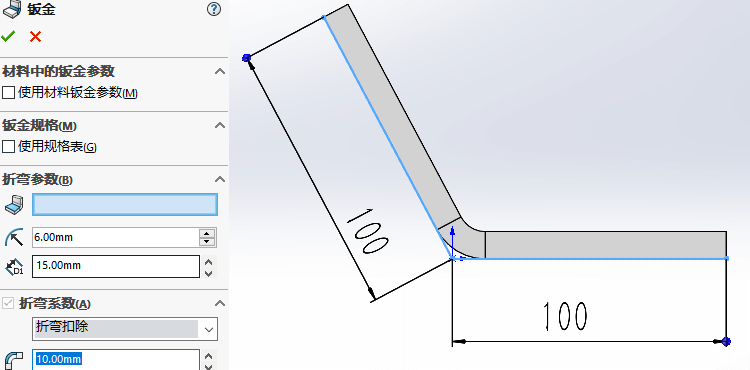 钣金
材料中的钣金参数
使用材料钣金参数(M)
钣金规格(M)
使用规格表(G)
折弯参数(B)
6.00mm
D1
15.00mm
折弯系数(A)
折弯扣除
10.00mm
100
100